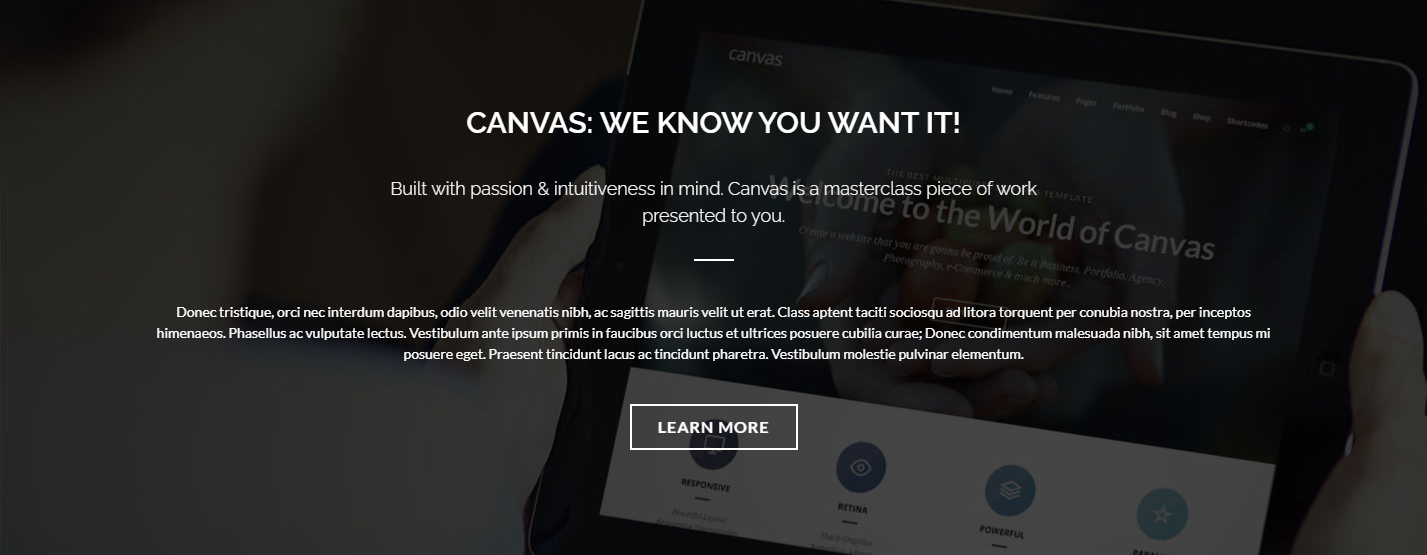 canvas
Home Features Pages Portfolio Blog Shop Shortcodes
CANVAS: WE KNOW YOU WANT IT!
THE BEST TEMPLATE
Built with passion & intuitiveness in mind. Canvas is a masterclass piece of work
presented to you.
Welcome to the World of Canvas
Create a website that you are gonna be proud of. Be it Business, Portfolio, Agency,
Photography, e-Commerce & much more.
Donec tristique, orci nec interdum dapibus, odio velit venenatis nibh, ac sagittis mauris velit ut erat. Class aptent taciti sociosqu ad litora torquent per conubia nostra, per inceptos
himenaeos. Phasellus ac vulputate lectus. Vestibulum ante ipsum primis in faucibus orci luctus et ultrices posuere cubilia curae; Donec condimentum malesuada nibh, sit amet tempus mi
posuere eget. Praesent tincidunt lacus ac tincidunt pharetra. Vestibulum molestie pulvinar elementum.
LEARN MORE
RESPONSIVE
RETINA
POWERFUL
Powerful Layout